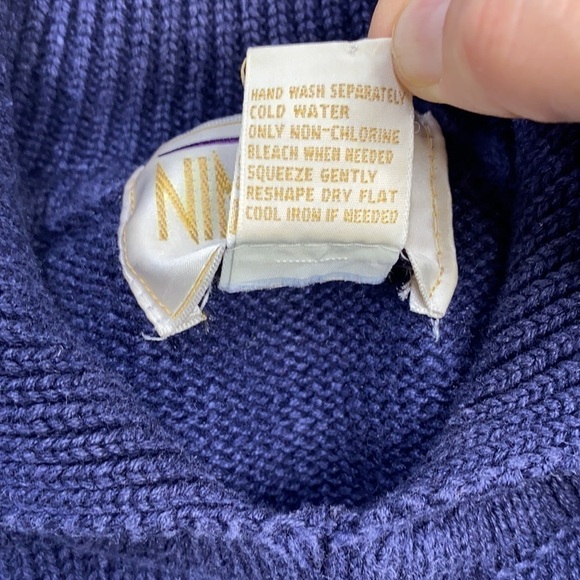 HAND WASH SEPARATELY
COLD WATER
ONLY NON-CHLORINE
BLEACH WHEN NEEDED
SQUEEZE GENTLY
RESHAPE DRY FLAT
COOL IRON IF NEEDED